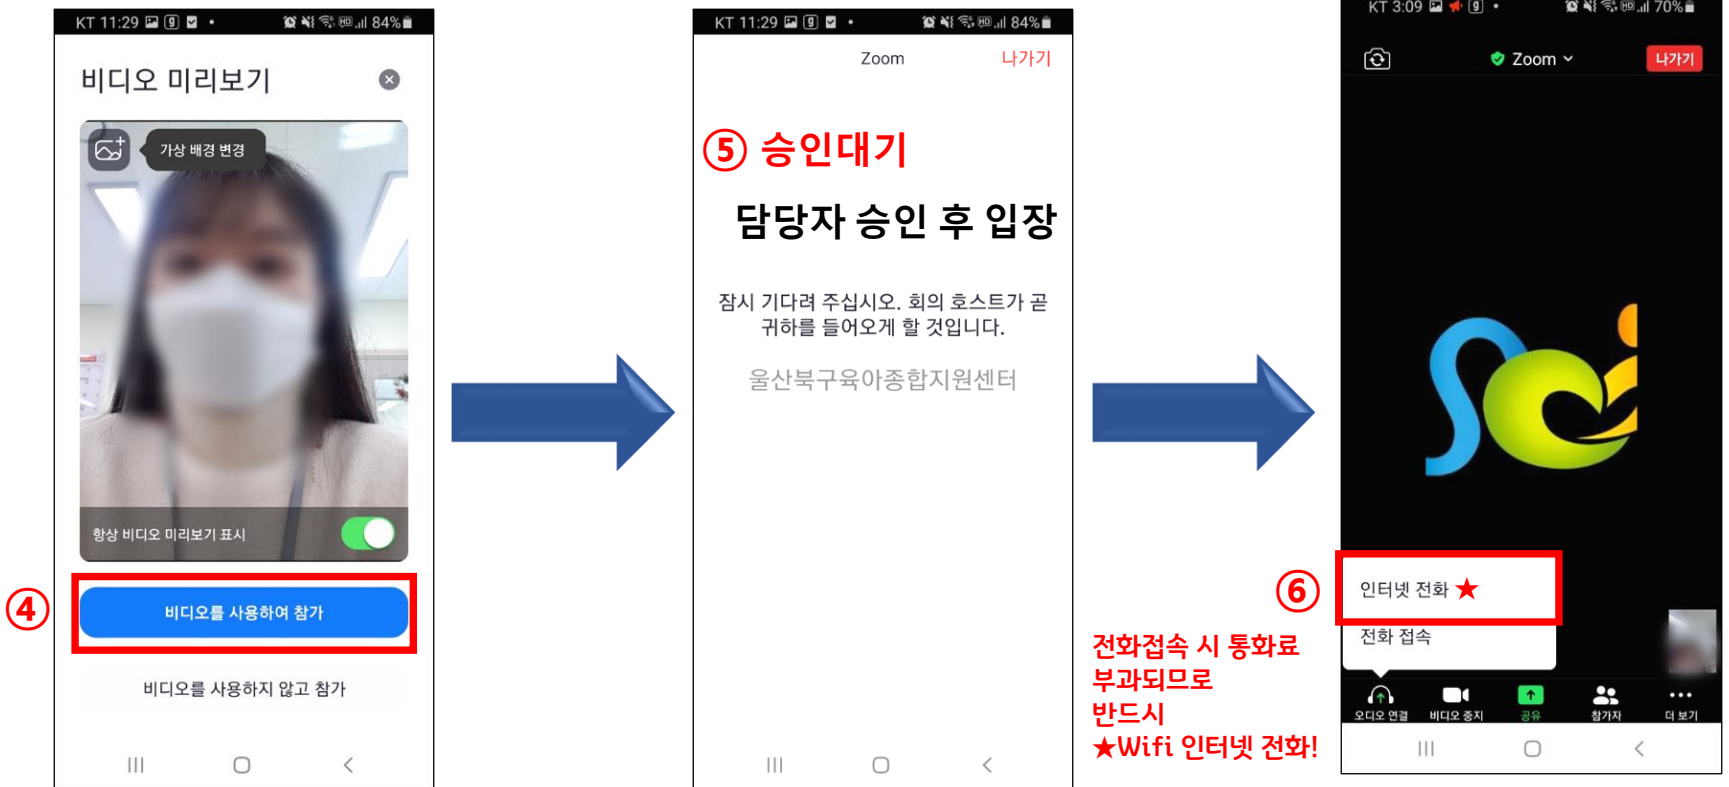 KT 11:29
84%
비디오 미리보기
가상 배경 변경
항상 비디오 미리보기 표시
④
비디오를 사용하여 참가
비디오를 사용하지 않고 참가
KT 11:29
84%
Zoom
나가기
⑤ 승인대기
담당자 승인 후 입장
잠시 기다려 주십시오. 회의 호스트가 곧
귀하를 들어오게 할 것입니다.
울산북구육아종합지원센터
KT 3:09
70%
Zoom
나가기
⑥
인터넷 전화 ★
전화 접속
전화접속 시 통화료
부과되므로
반드시
★Wifi 인터넷 전화!
오디오 연결
비디오 중지
공유
참가자
더 보기